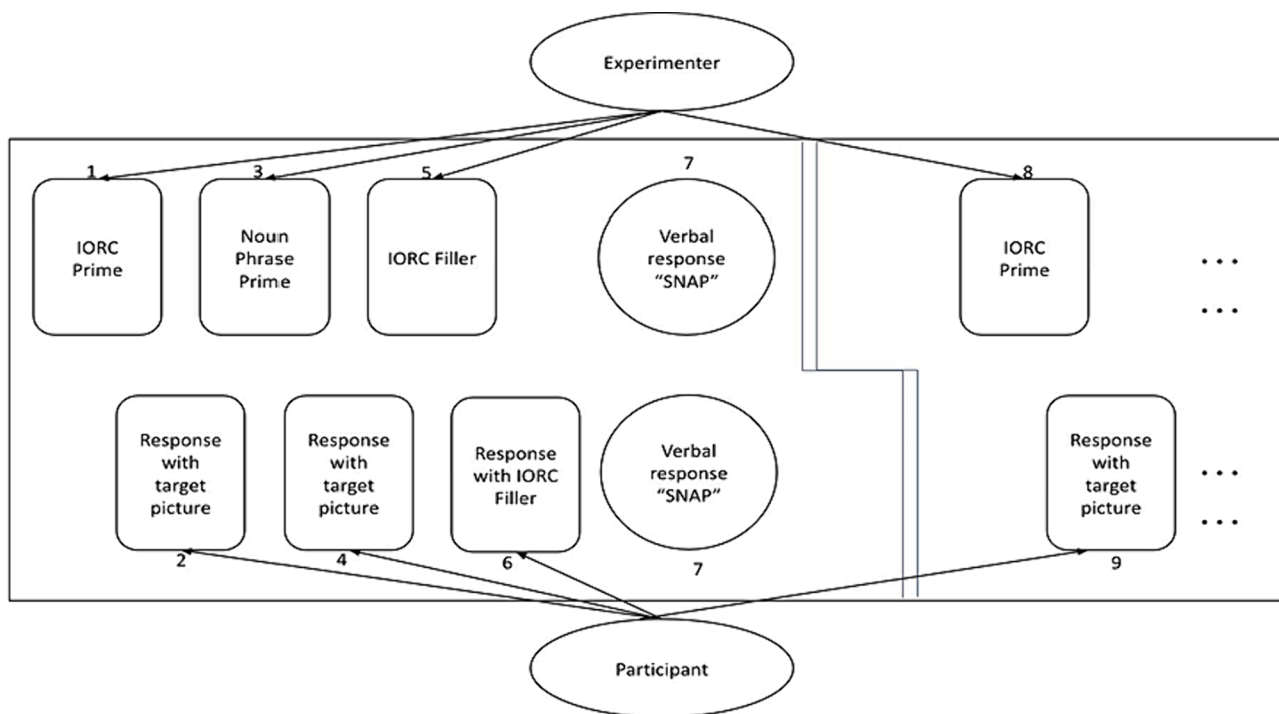 Experimenter
1
3
5
7
8
IORC
Prime
Noun
Phrase
Prime
IORC Filler
Verbal
response
“SNAP”
IORC
Prime
...
...
Response
with
target
picture
Response
with
target
picture
Response
with IORC
Filler
Verbal
response
“SNAP”
Response
with
target
picture
...
...
2
4
6
7
9
Participant